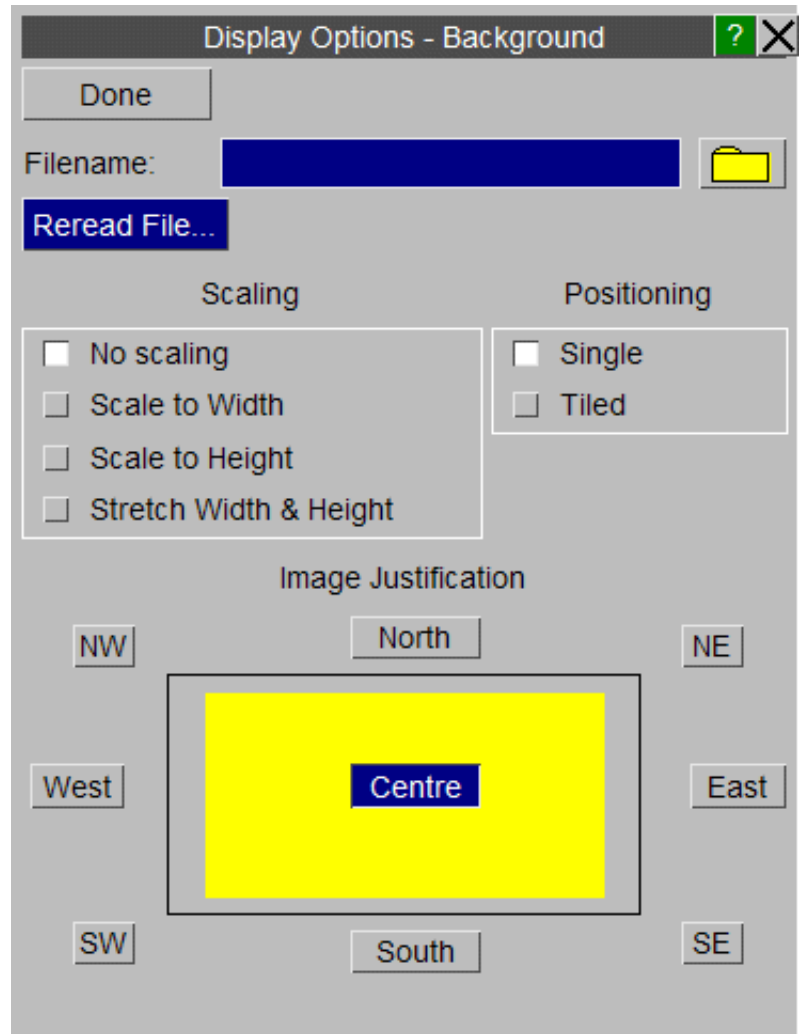 Display Options - Background ?
Done
Filename:
Reread File...
Scaling Positioning
No scaling Single
Scale to Width Tiled
Scale to Height
Stretch Width & Height
Image Justification
NW North NE
West Centre East
SW South SE